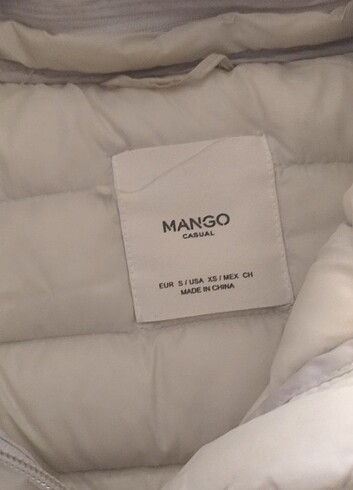 MANGO
CASUAL
EUR S / USA XS / MEX CH
MADE IN CHINA